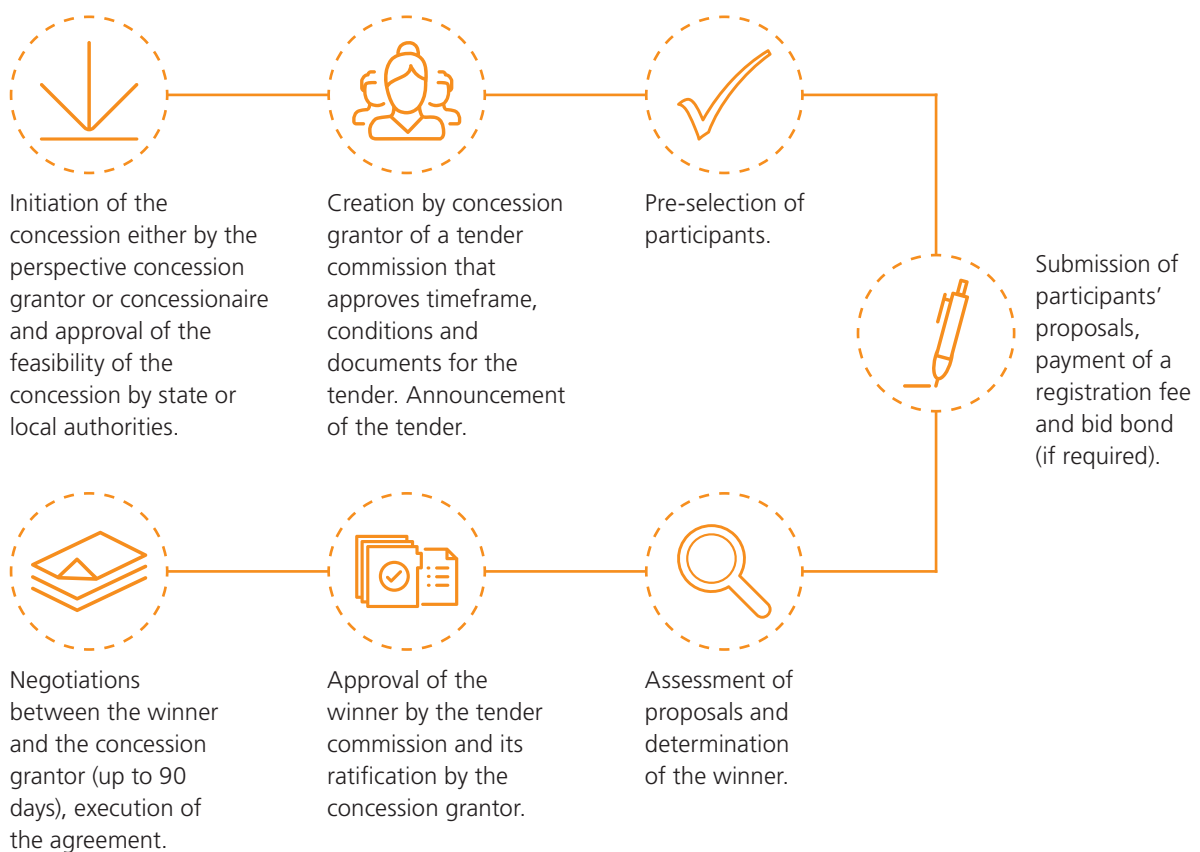 Initiation of the
concession either by the
perspective concession
grantor or concessionaire
and approval of the
feasibility of the
concession by state or
local authorities.
Creation by concession
grantor of a tender
commission that
approves timeframe,
conditions and
documents for the
tender. Announcement
of the tender.
Pre-selection of
participants.
Submission of
participants’
proposals,
payment of a
registration fee
and bid bond
(if required).
Assessment of
proposals and
determination
of the winner.
Approval of the
winner by the tender
commission and its
ratification by the
concession grantor.
Negotiations
between the winner
and the concession
grantor (up to 90
days), execution of
the agreement.